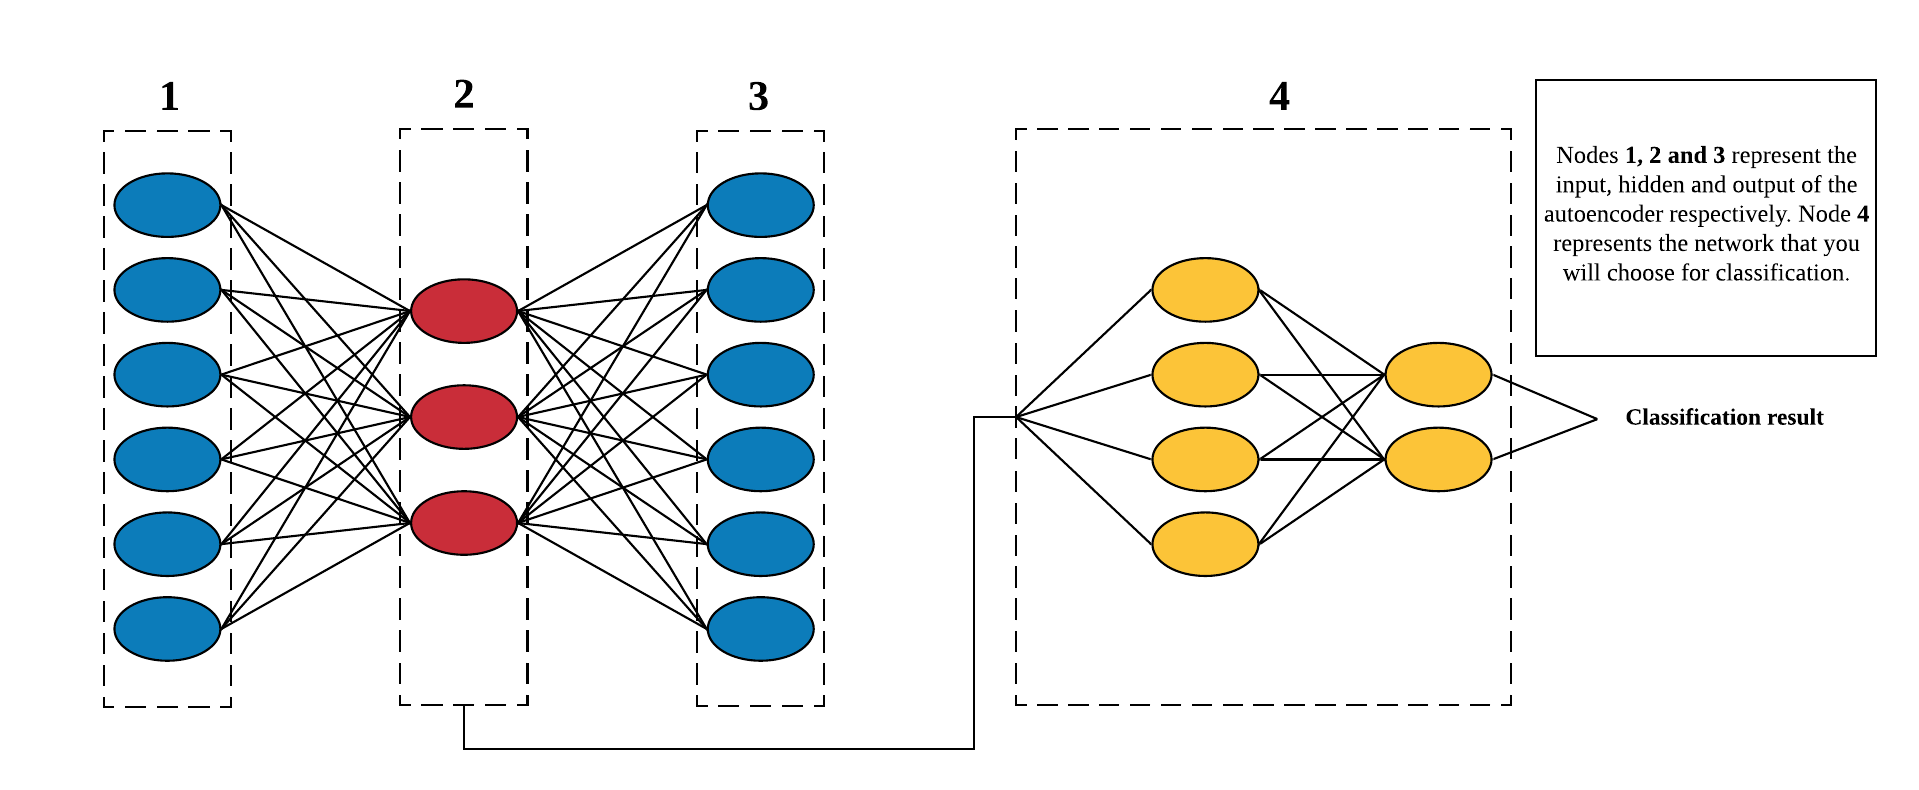 1
2
3
4
Nodes 1, 2 and 3 represent the
input, hidden and output of the
autoencoder respectively. Node 4
represents the network that you
will choose for classification.
Classification result